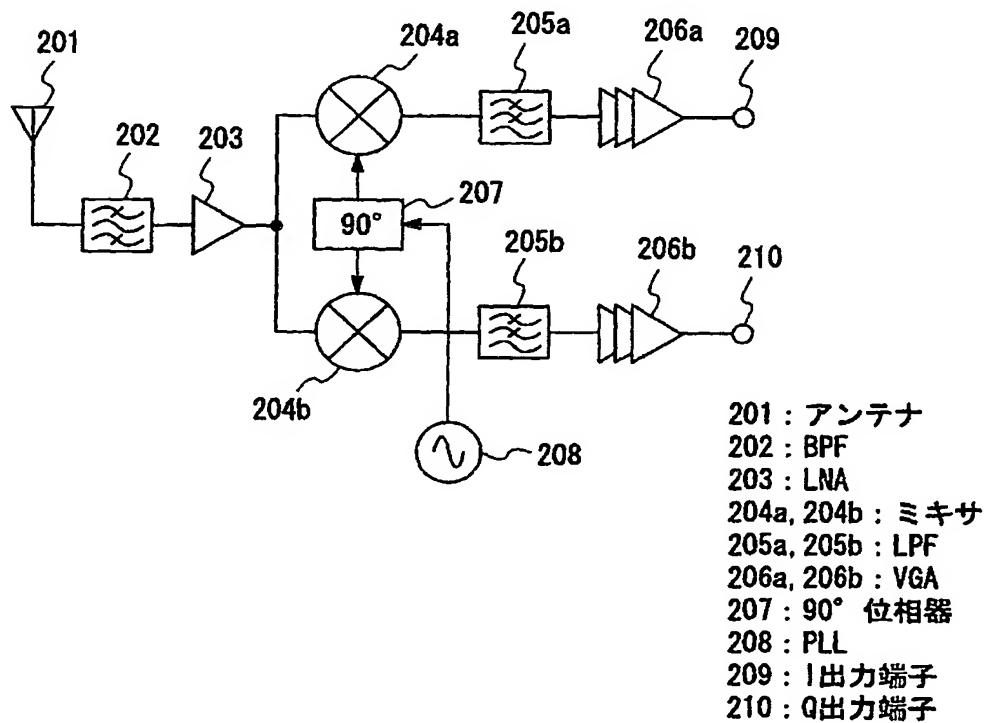 201
202
203
204a
205a
206a
209
207
90°
205b
206b
210
204b
208
201 : アンテナ
202 : BPF
203 : LNA
204a, 204b : ミキサ
205a, 205b : LPF
206a, 206b : VGA
207 : 90° 位相器
208 : PLL
209 : I出力端子
210 : Q出力端子